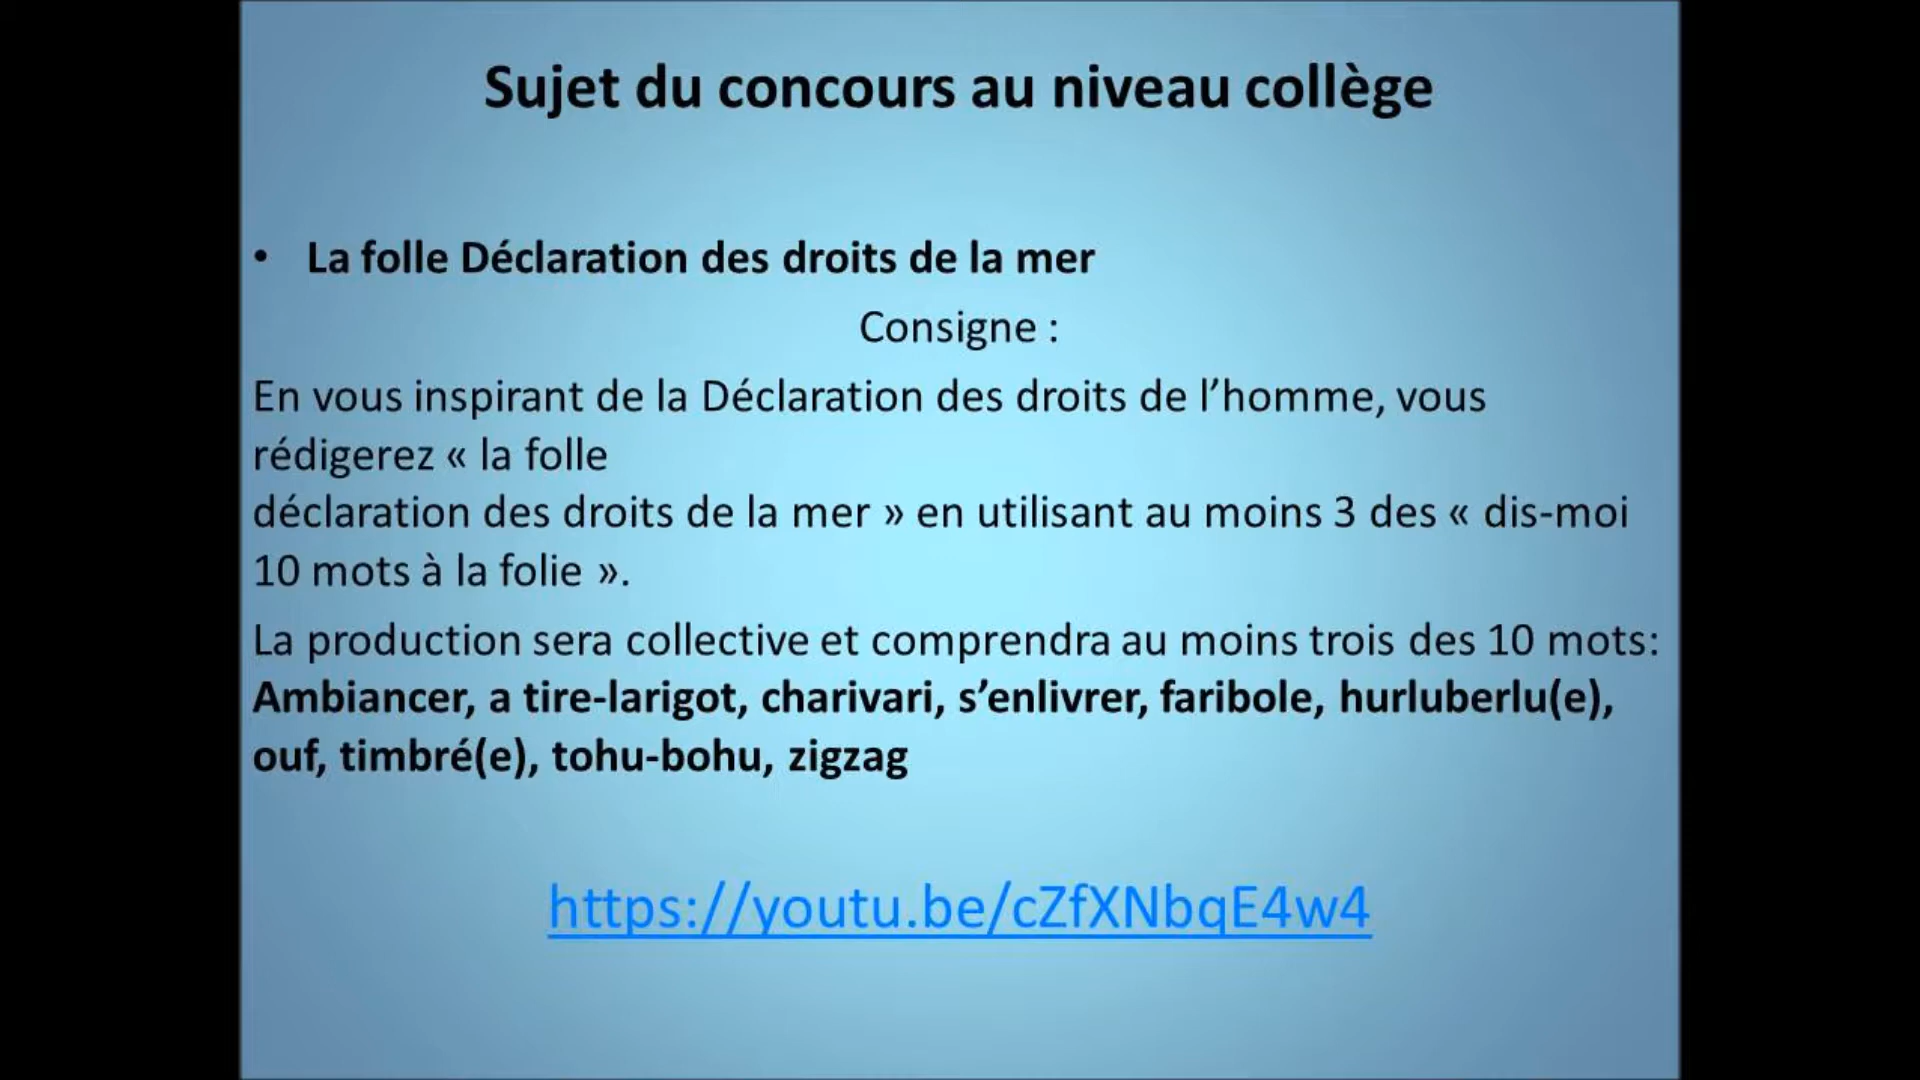 Sujet du concours au niveau collège
• La folle Déclaration des droits de la mer
Consigne :
En vous inspirant de la Déclaration des droits de l’homme, vous
rédigerez « la folle
déclaration des droits de la mer » en utilisant au moins 3 des « dis-moi
10 mots à la folie ».
La production sera collective et comprendra au moins trois des 10 mots:
Ambiancer, a tire-larigot, charivari, s’enlivrer, faribole, hurluberlu(e),
ouf, timbré(e), tohu-bohu, zigzag
https://youtu.be/cZfXNbqE4w4